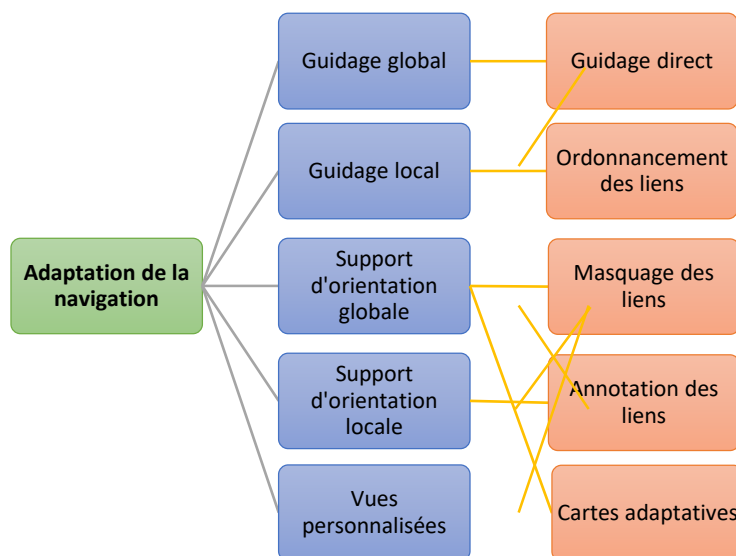 Adaptation de la
navigation
Guidage global
Guidage local
Support
d'orientation
globale
Support
d'orientation
locale
Vues
personnalisées
Guidage direct
Ordonnancement
des liens
Masquage des
liens
Annotation des
liens
Cartes adaptatives